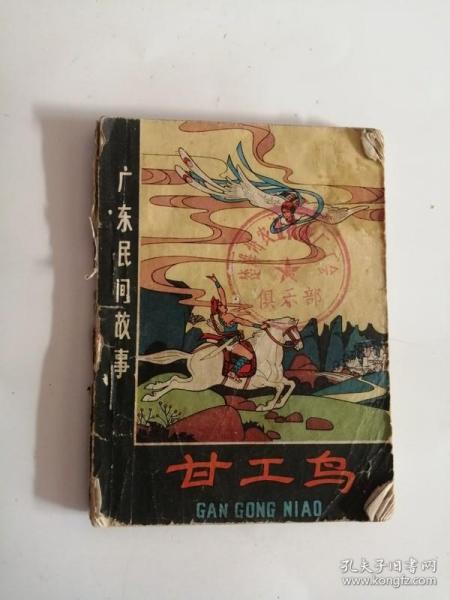 广东民间故事
俱乐部
甘工鸟
GAN GONG NIAO
孔夫子旧书网
www.kongfz.com